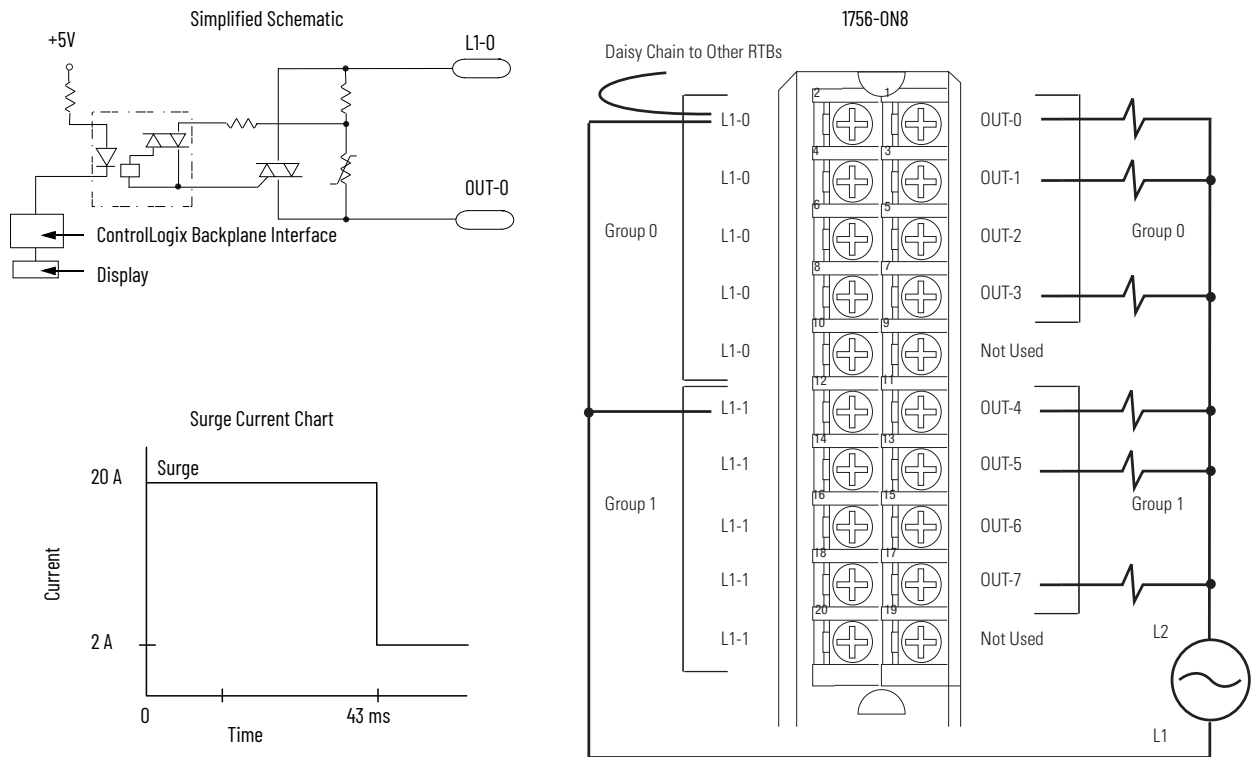 Simplified Schematic
+5V
L1-0
OUT-0
ControlLogix Backplane Interface
Display
Surge Current Chart
20 A
Surge
Current
2 A
0
43 ms
Time
1756-ON8
Daisy Chain to Other RTBs
2 1
L1-0 OUT-0
4 3
L1-0 OUT-1
6 5
Group 0 L1-0 OUT-2 Group 0
8 7
L1-0 OUT-3
10 9
L1-0 Not Used
12 11
L1-1 OUT-4
14 13
L1-1 OUT-5
Group 1 16 15 Group 1
L1-1 OUT-6
18 17
L1-1 OUT-7
20 19
L1-1 Not Used
L2
L1